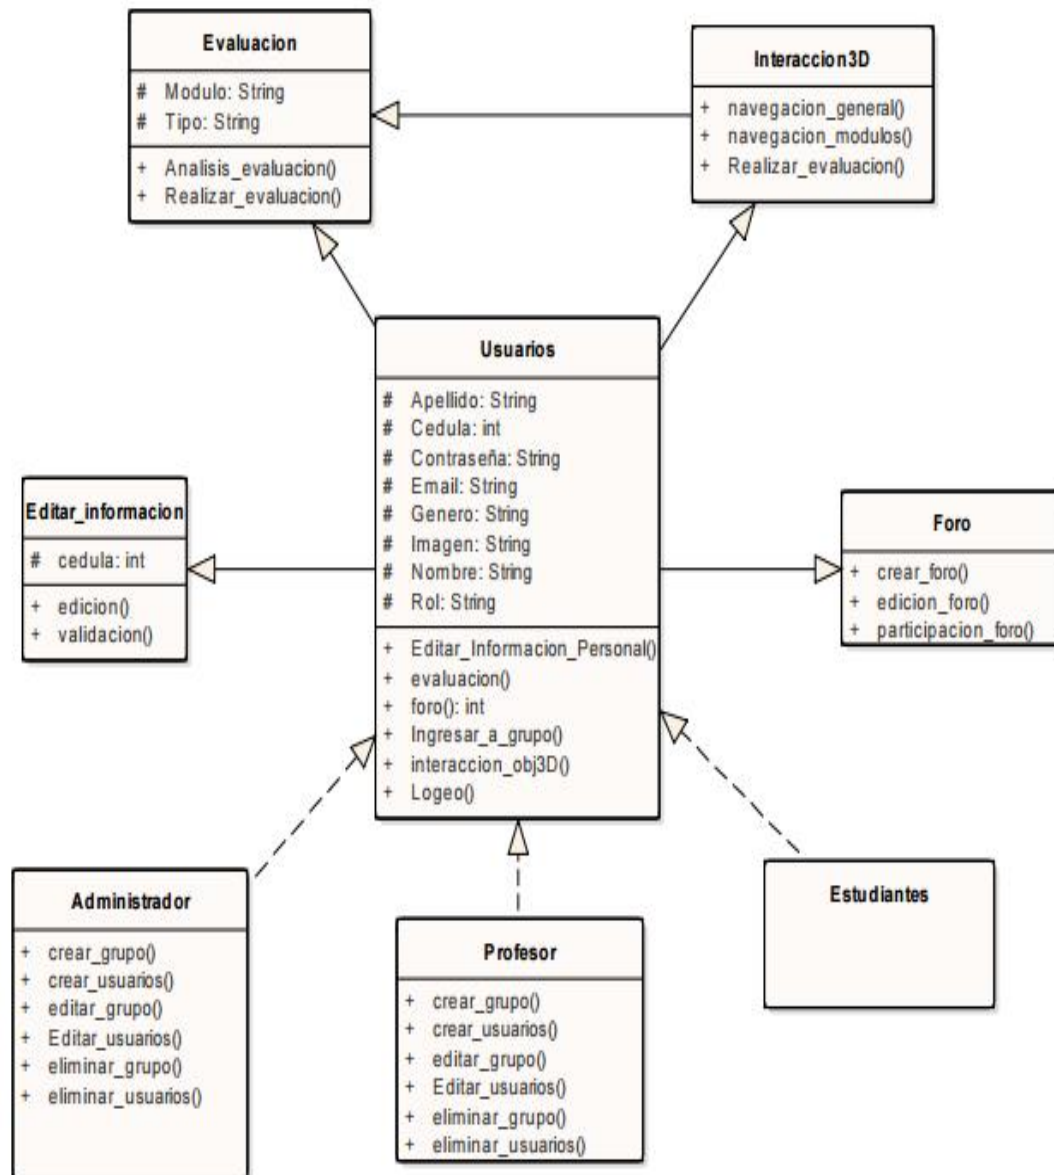 Evaluacion
# Modulo: String
# Tipo: String
+ Analisis_evaluacion()
+ Realizar_evaluacion()
Interaccion3D
+ navegacion_general()
+ navegacion_modulos()
+ Realizar_evaluacion()
Usuarios
# Apellido: String
# Cedula: int
# Contraseña: String
# Email: String
# Genero: String
# Imagen: String
# Nombre: String
# Rol: String
+ Editar_Informacion_Personal()
+ evaluacion()
+ foro(): int
+ Ingresar_a_grupo()
+ interaccion_obj3D()
+ Logeo()
Editar_informacion
# cedula: int
+ edicion()
+ validacion()
Foro
+ crear_foro()
+ edicion_foro()
+ participacion_foro()
Administrador
+ crear_grupo()
+ crear_usuarios()
+ editar_grupo()
+ Editar_usuarios()
+ eliminar_grupo()
+ eliminar_usuarios()
Profesor
+ crear_grupo()
+ crear_usuarios()
+ editar_grupo()
+ Editar_usuarios()
+ eliminar_grupo()
+ eliminar_usuarios()
Estudiantes